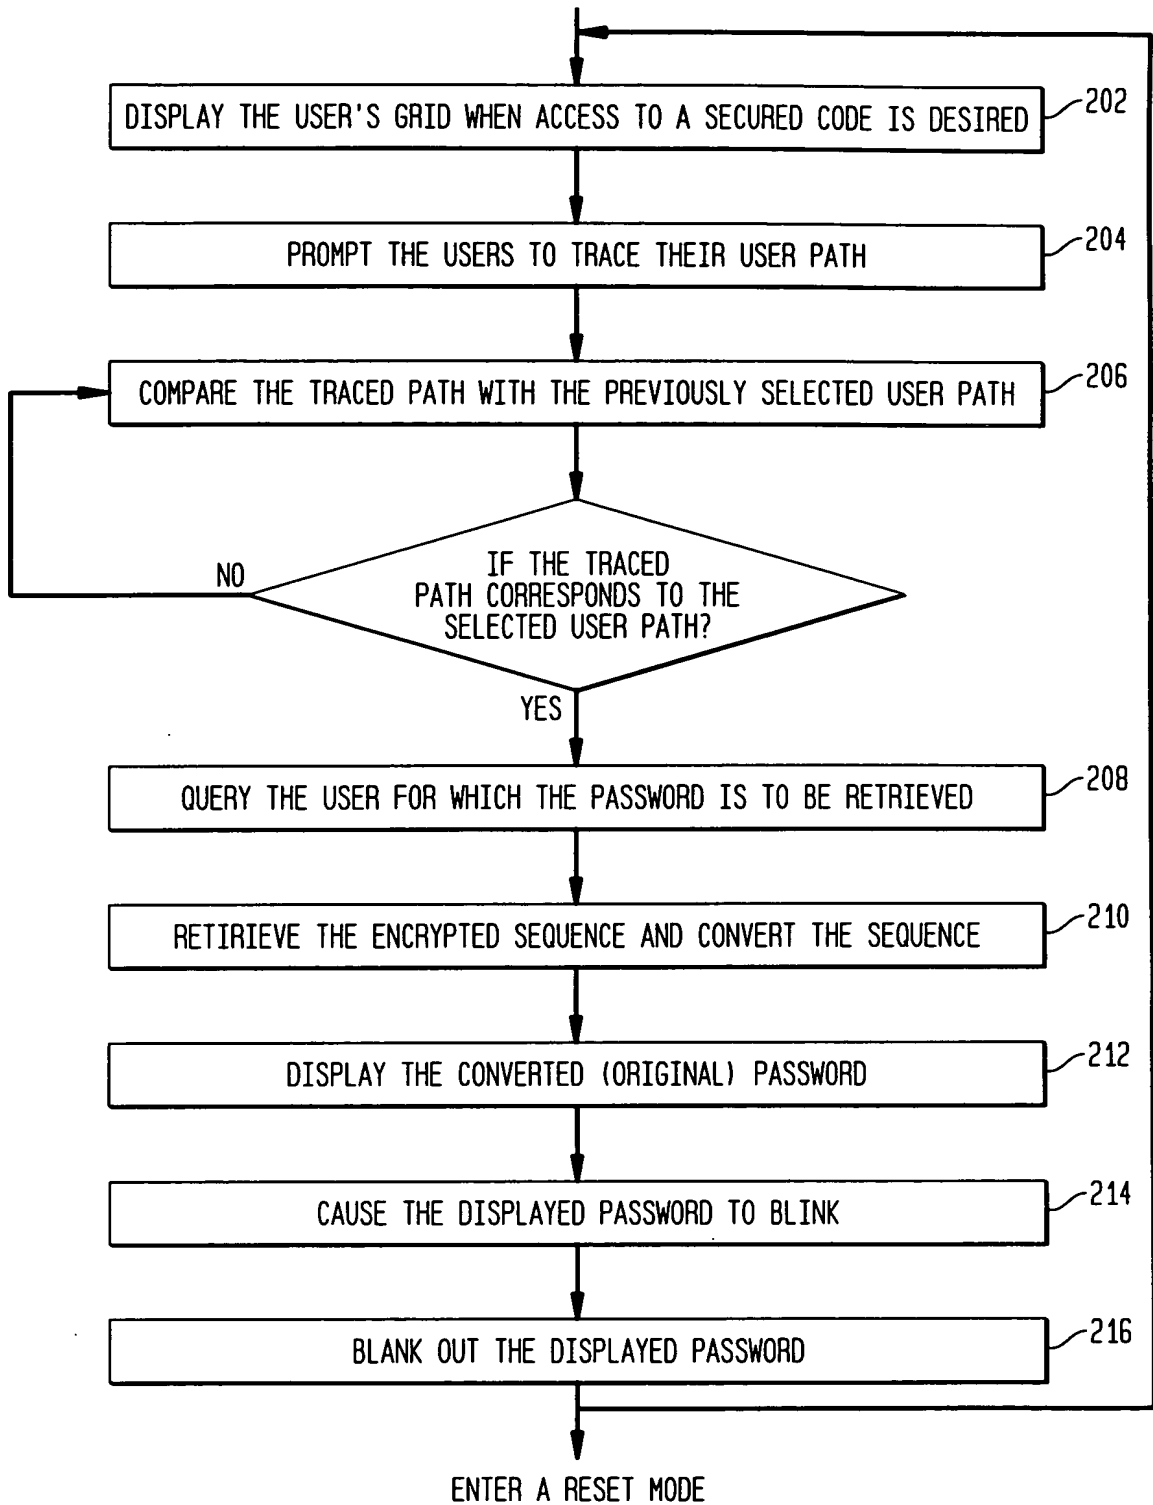 DISPLAY THE USER'S GRID WHEN ACCESS TO A SECURED CODE IS DESIRED
202
PROMPT THE USERS TO TRACE THEIR USER PATH
204
COMPARE THE TRACED PATH WITH THE PREVIOUSLY SELECTED USER PATH
206
IF THE TRACED
PATH CORRESPONDS TO THE
SELECTED USER PATH?
NO
YES
QUERY THE USER FOR WHICH THE PASSWORD IS TO BE RETRIEVED
208
RETIRIEVE THE ENCRYPTED SEQUENCE AND CONVERT THE SEQUENCE
210
DISPLAY THE CONVERTED (ORIGINAL) PASSWORD
212
CAUSE THE DISPLAYED PASSWORD TO BLINK
214
BLANK OUT THE DISPLAYED PASSWORD
216
ENTER A RESET MODE